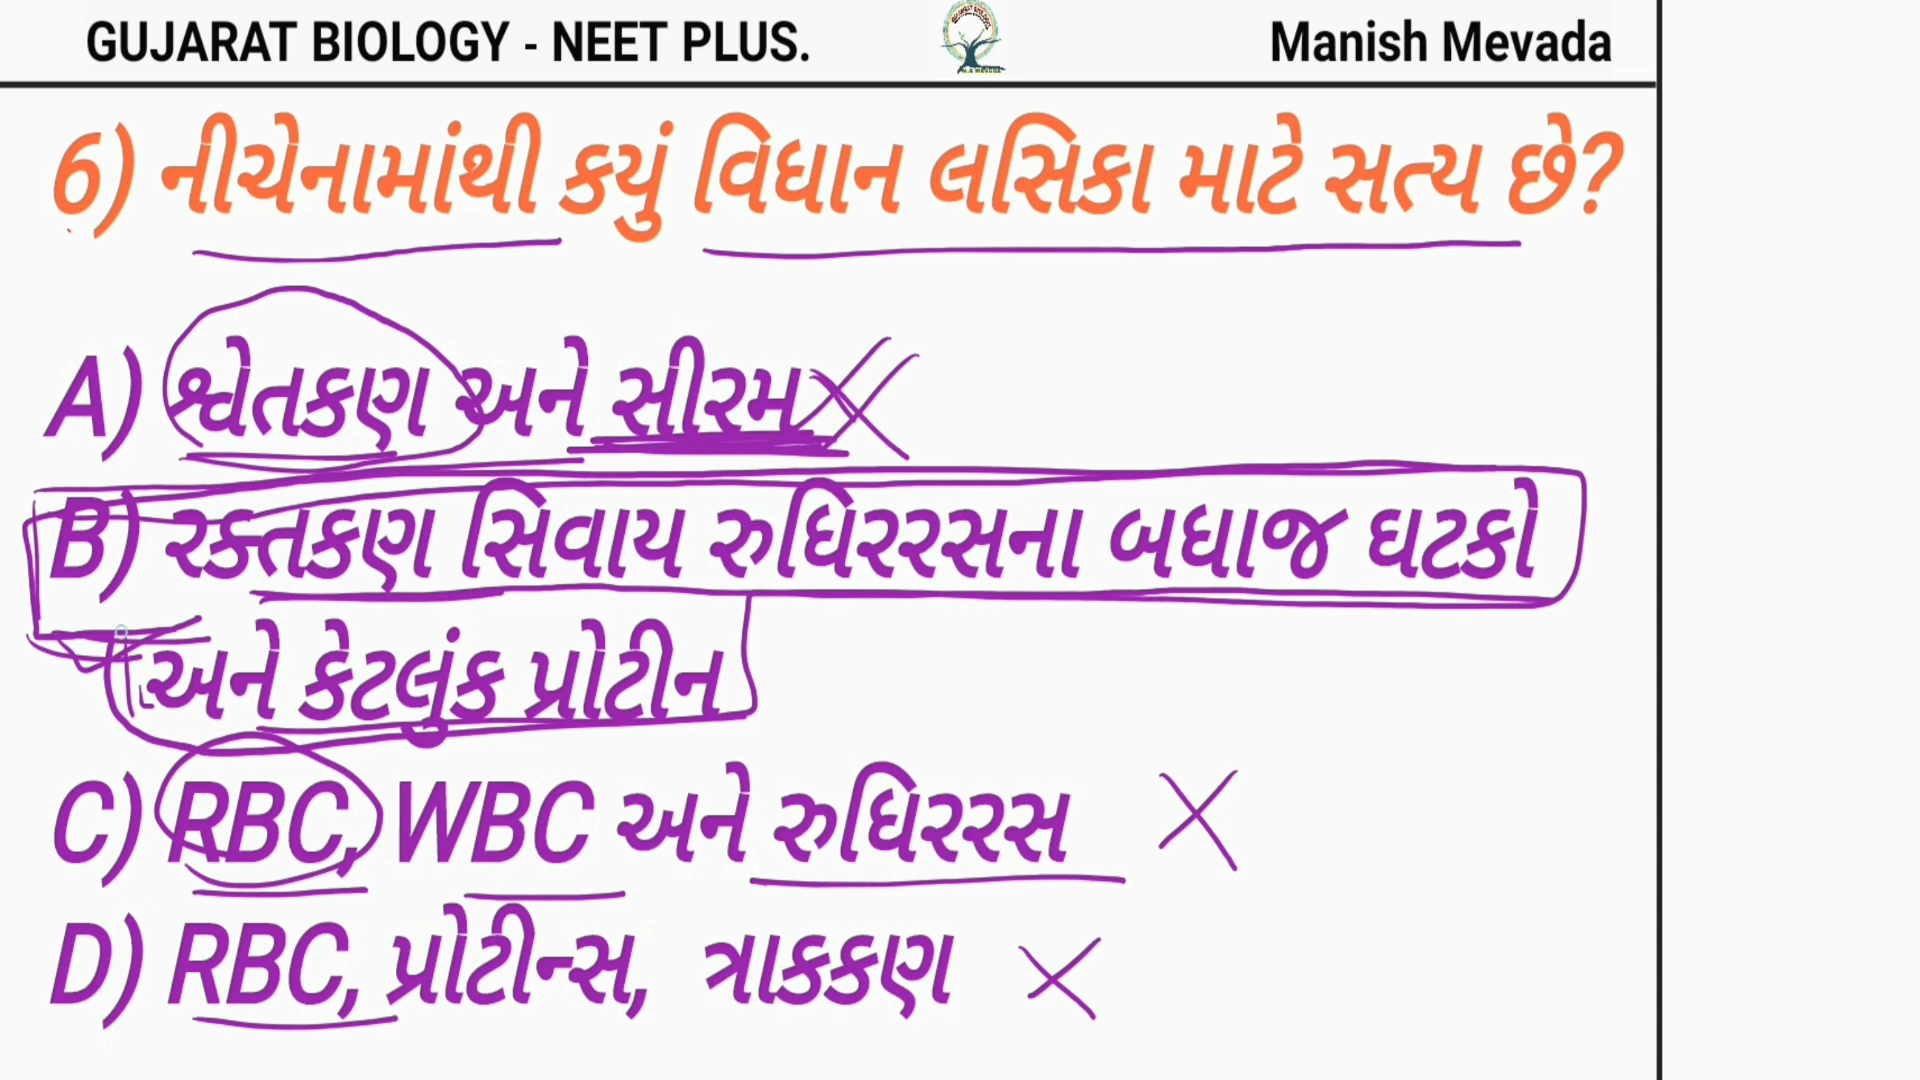 GUJARAT BIOLOGY - NEET PLUS.
Manish Mevada
6) નીચેનામાંથી કયું વિધાન લસિકા માટે સત્ય છે?
A) શ્વેતકણ અને સીરમ
B) રક્તકણ સિવાય રુધિરરસના બધાજ ઘટકો
અને કેટલુંક પ્રોટીન
C) RBC, WBC અને રુધિરરસ
D) RBC, પ્રોટીન્સ, ત્રાકકણ